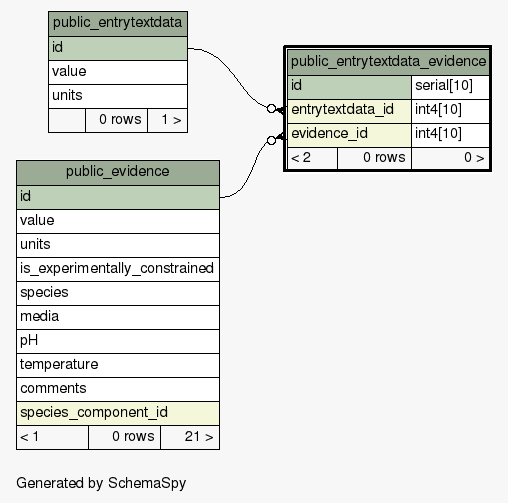 public_entrytextdata
id
value
units
0 rows 1 >
public_entrytextdata_evidence
id serial[10]
entrytextdata_id int4[10]
evidence_id int4[10]
< 2 0 rows 0 >
public_evidence
id
value
units
is_experimentally_constrained
species
media
pH
temperature
comments
species_component_id
< 1 0 rows 21 >
Generated by SchemaSpy